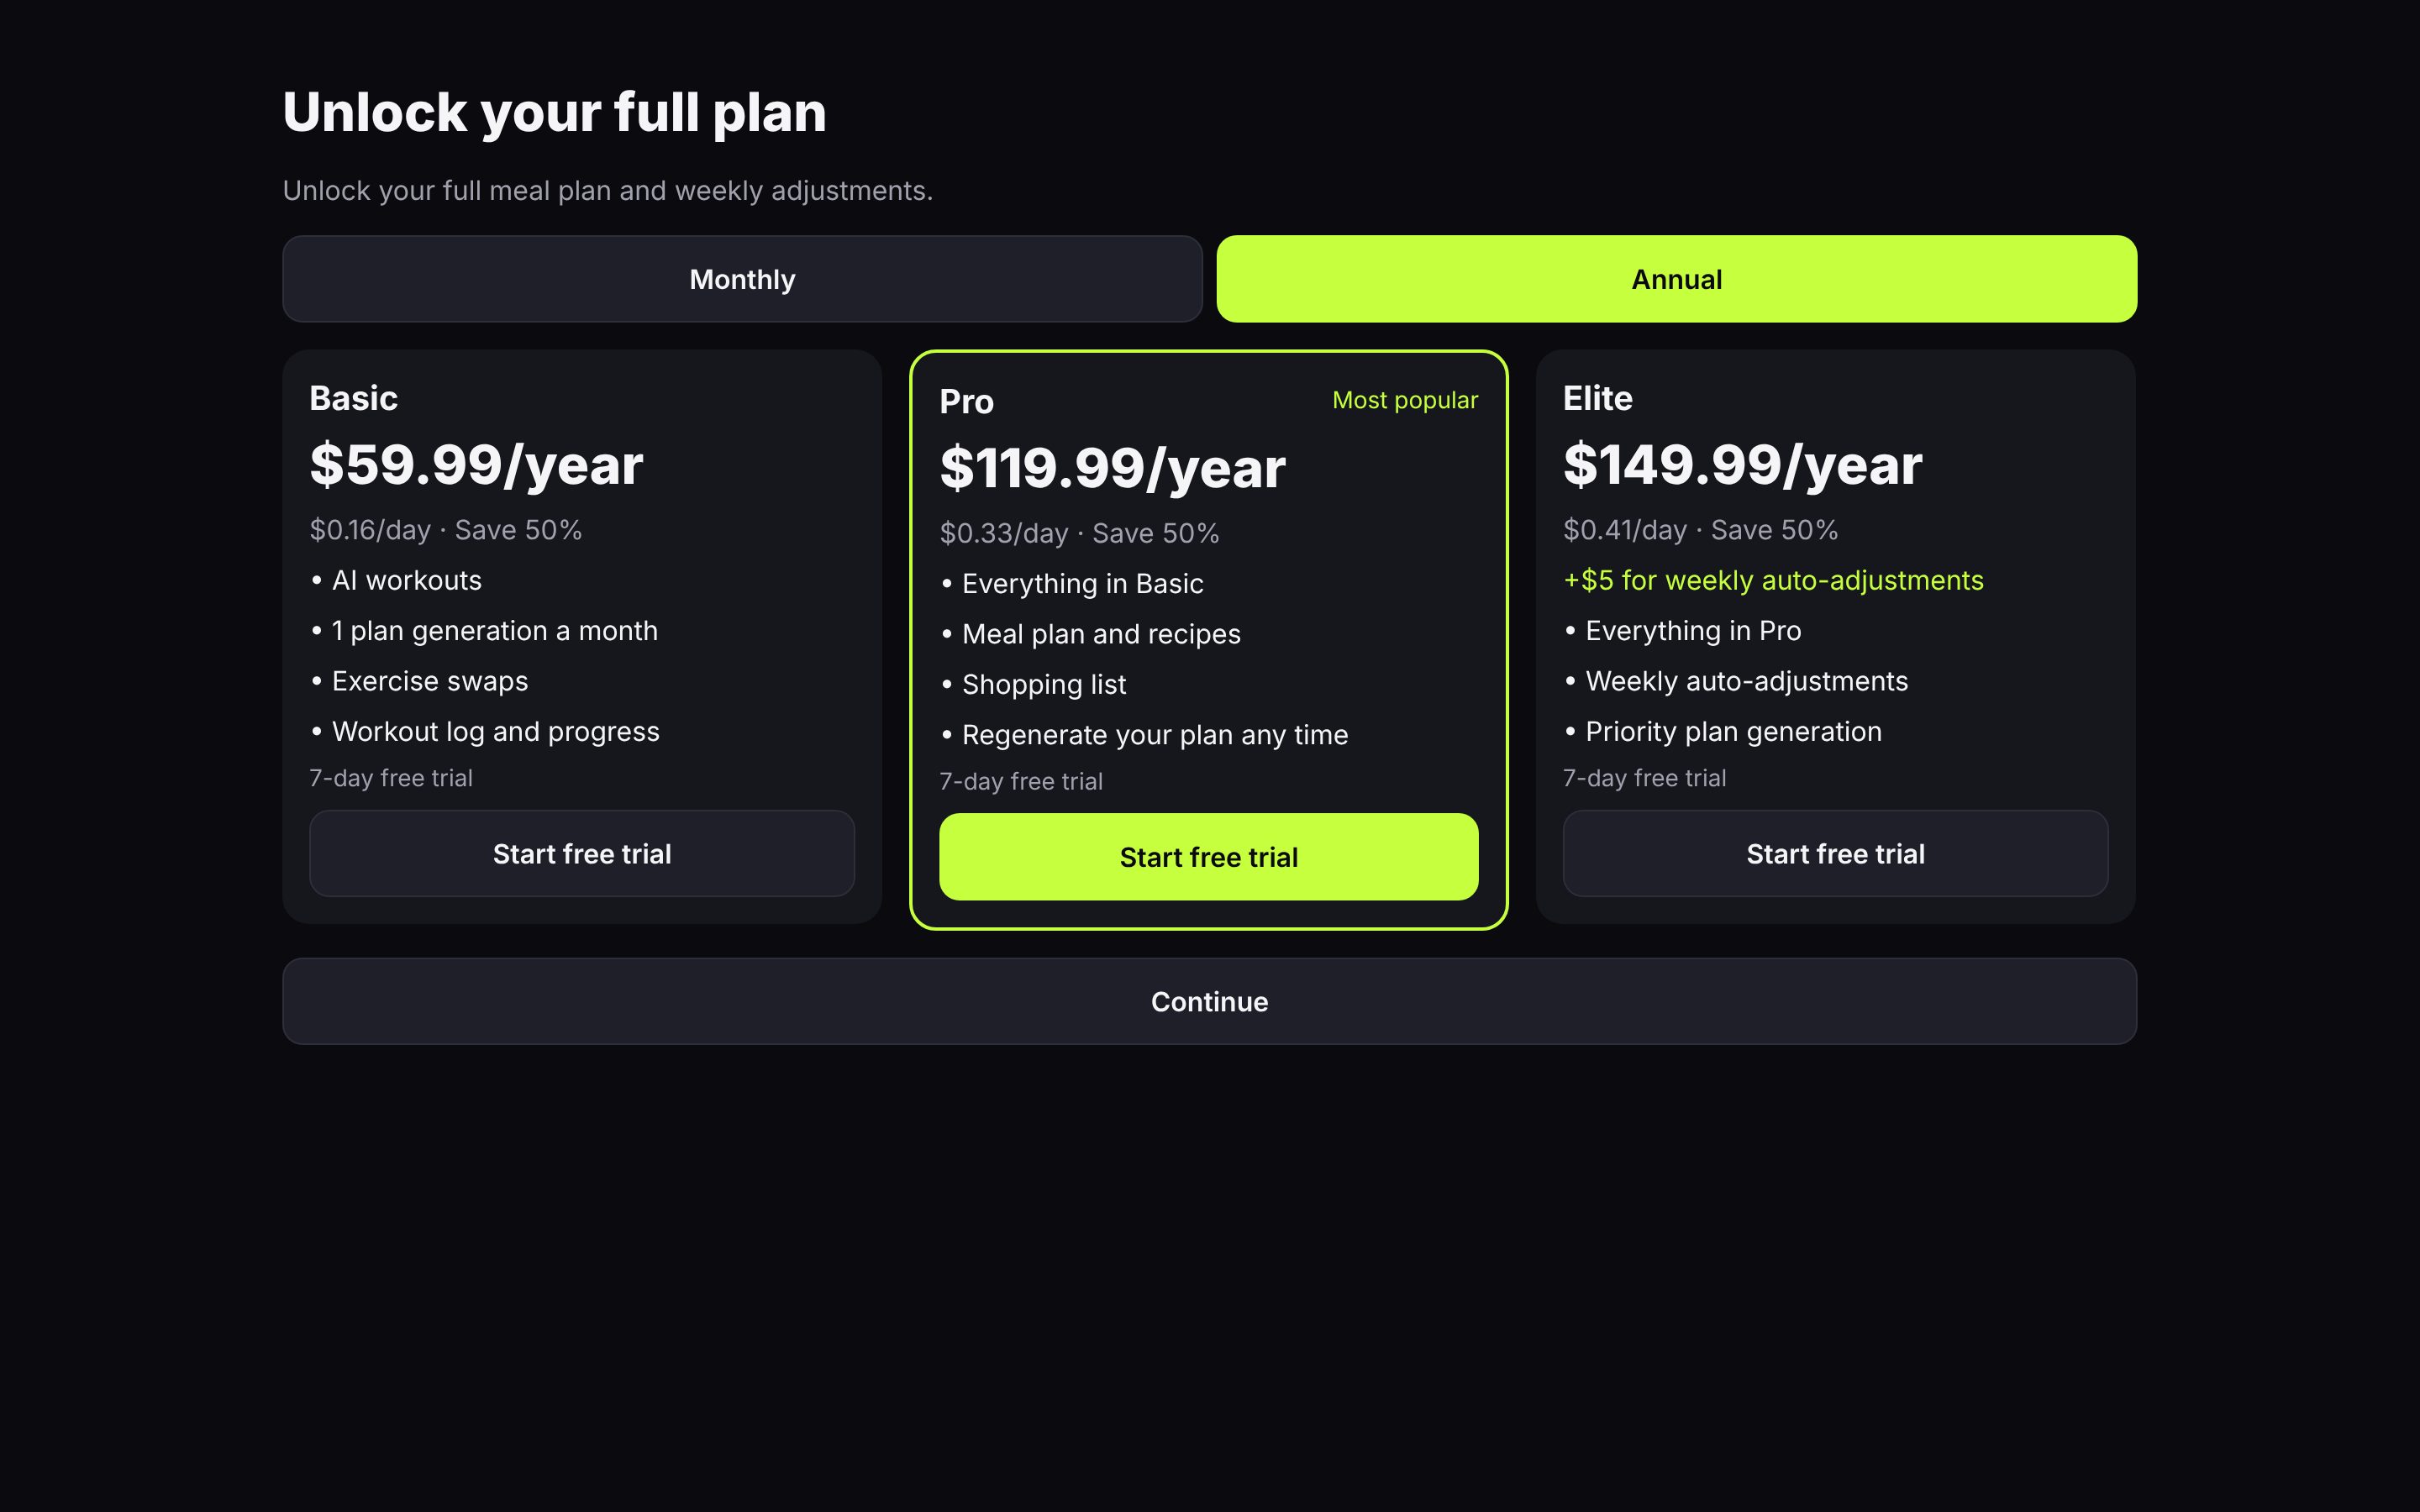 Unlock your full plan
Unlock your full meal plan and weekly adjustments.
Monthly
Annual
Basic
$59.99/year
$0.16/day · Save 50%
• AI workouts
• 1 plan generation a month
• Exercise swaps
• Workout log and progress
7-day free trial
Start free trial
Pro
Most popular
$119.99/year
$0.33/day · Save 50%
• Everything in Basic
• Meal plan and recipes
• Shopping list
• Regenerate your plan any time
7-day free trial
Start free trial
Elite
$149.99/year
$0.41/day · Save 50%
+$5 for weekly auto-adjustments
• Everything in Pro
• Weekly auto-adjustments
• Priority plan generation
7-day free trial
Start free trial
Continue